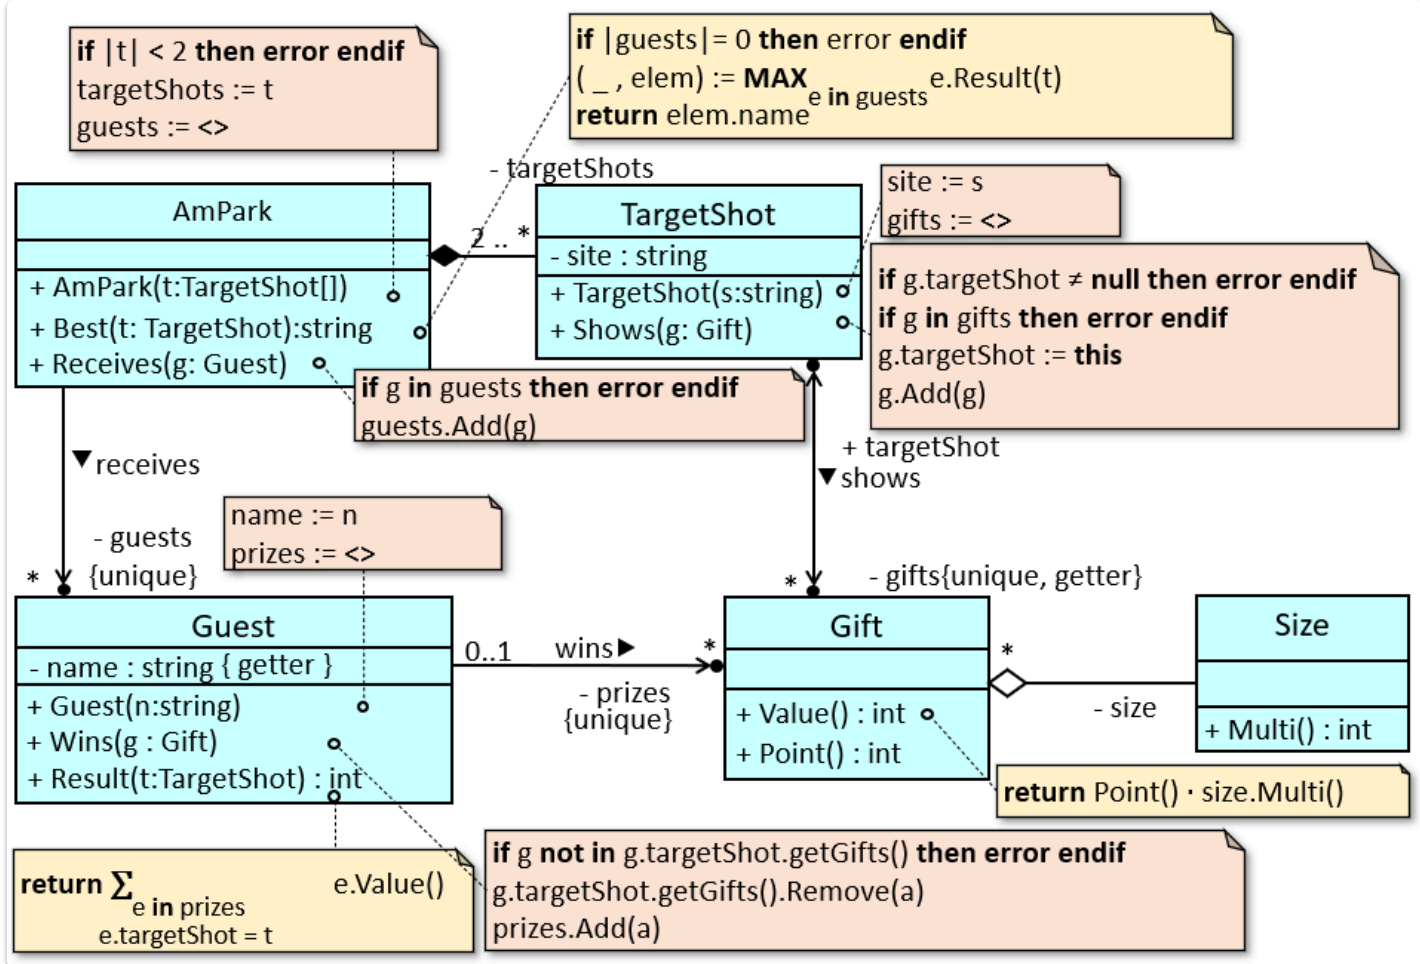 if |t| < 2 then error endif
targetShots := t
guests := <>
if |guests|= 0 then error endif
( _ , elem) := MAX e in guests e.Result(t)
return elem.name
- targetShots
AmPark
2 .. *
+ AmPark(t:TargetShot[])
+ Best(t: TargetShot):string
+ Receives(g: Guest)
TargetShot
- site : string
+ TargetShot(s:string)
+ Shows(g: Gift)
site := s
gifts := <>
if g.targetShot ≠ null then error endif
if g in gifts then error endif
g.targetShot := this
g.Add(g)
if g in guests then error endif
guests.Add(g)
▼receives
+ targetShot
▼shows
name := n
prizes := <>
- guests
* {unique}
* - gifts{unique, getter}
Guest
- name : string { getter }
+ Guest(n:string)
+ Wins(g : Gift)
+ Result(t:TargetShot) : int
0..1 wins▶ *
- prizes
{unique}
Gift
+ Value() : int
+ Point() : int
*
- size
Size
+ Multi() : int
return Point() · size.Multi()
return Σ e.Value()
e in prizes
e.targetShot = t
if g not in g.targetShot.getGifts() then error endif
g.targetShot.getGifts().Remove(a)
prizes.Add(a)